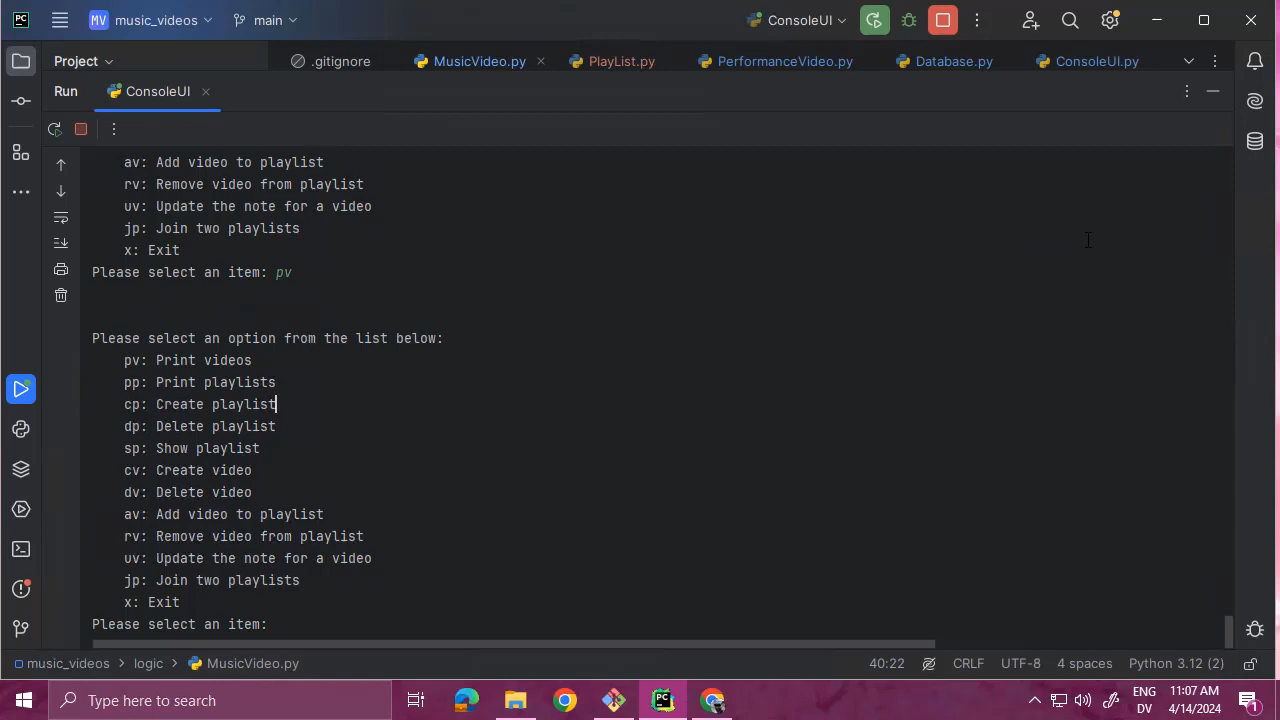 PC MV music_videos main ConsoleUI
Project .gitignore MusicVideo.py PlayList.py PerformanceVideo.py Database.py ConsoleUI.py
Run ConsoleUI
av: Add video to playlist
rv: Remove video from playlist
uv: Update the note for a video
jp: Join two playlists
x: Exit
Please select an item: pv
Please select an option from the list below:
pv: Print videos
pp: Print playlists
cp: Create playlist
dp: Delete playlist
sp: Show playlist
cv: Create video
dv: Delete video
av: Add video to playlist
rv: Remove video from playlist
uv: Update the note for a video
jp: Join two playlists
x: Exit
Please select an item:
music_videos › logic › MusicVideo.py 40:22 CRLF UTF-8 4 spaces Python 3.12 (2)
Type here to search PC ENG 11:07 AM
DV 4/14/2024 1